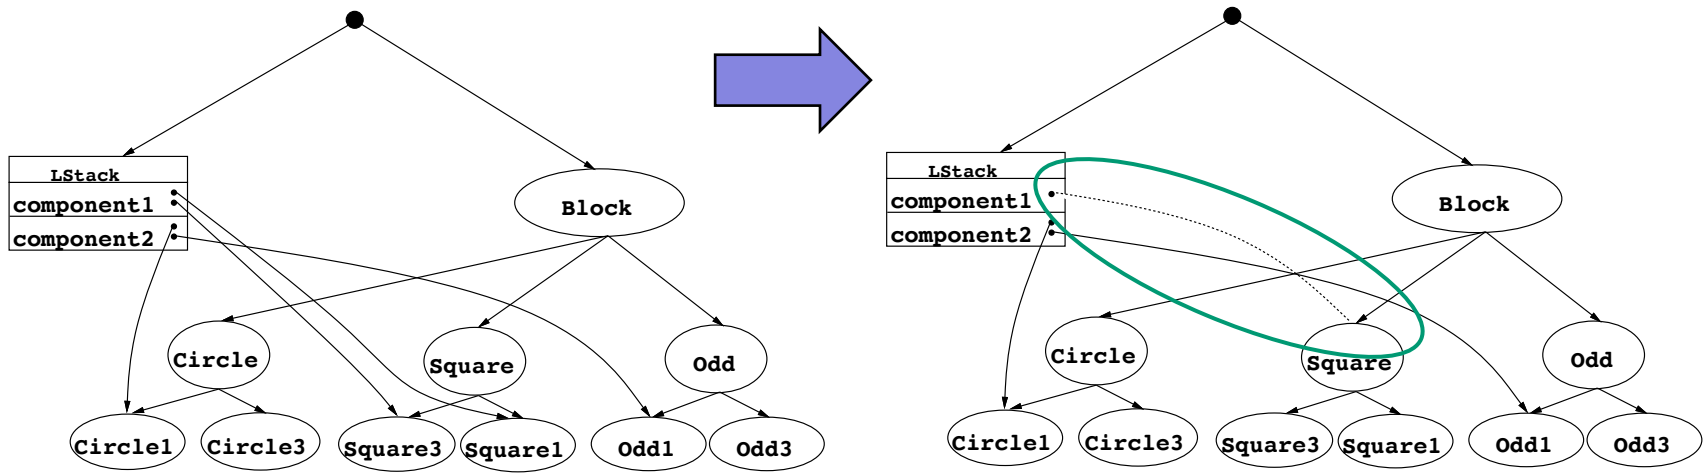 LStack
component1
component2
Block
Circle
Square
Odd
Circle1
Circle3
Square3
Square1
Odd1
Odd3
LStack
component1
component2
Block
Circle
Square
Odd
Circle1
Circle3
Square3
Square1
Odd1
Odd3